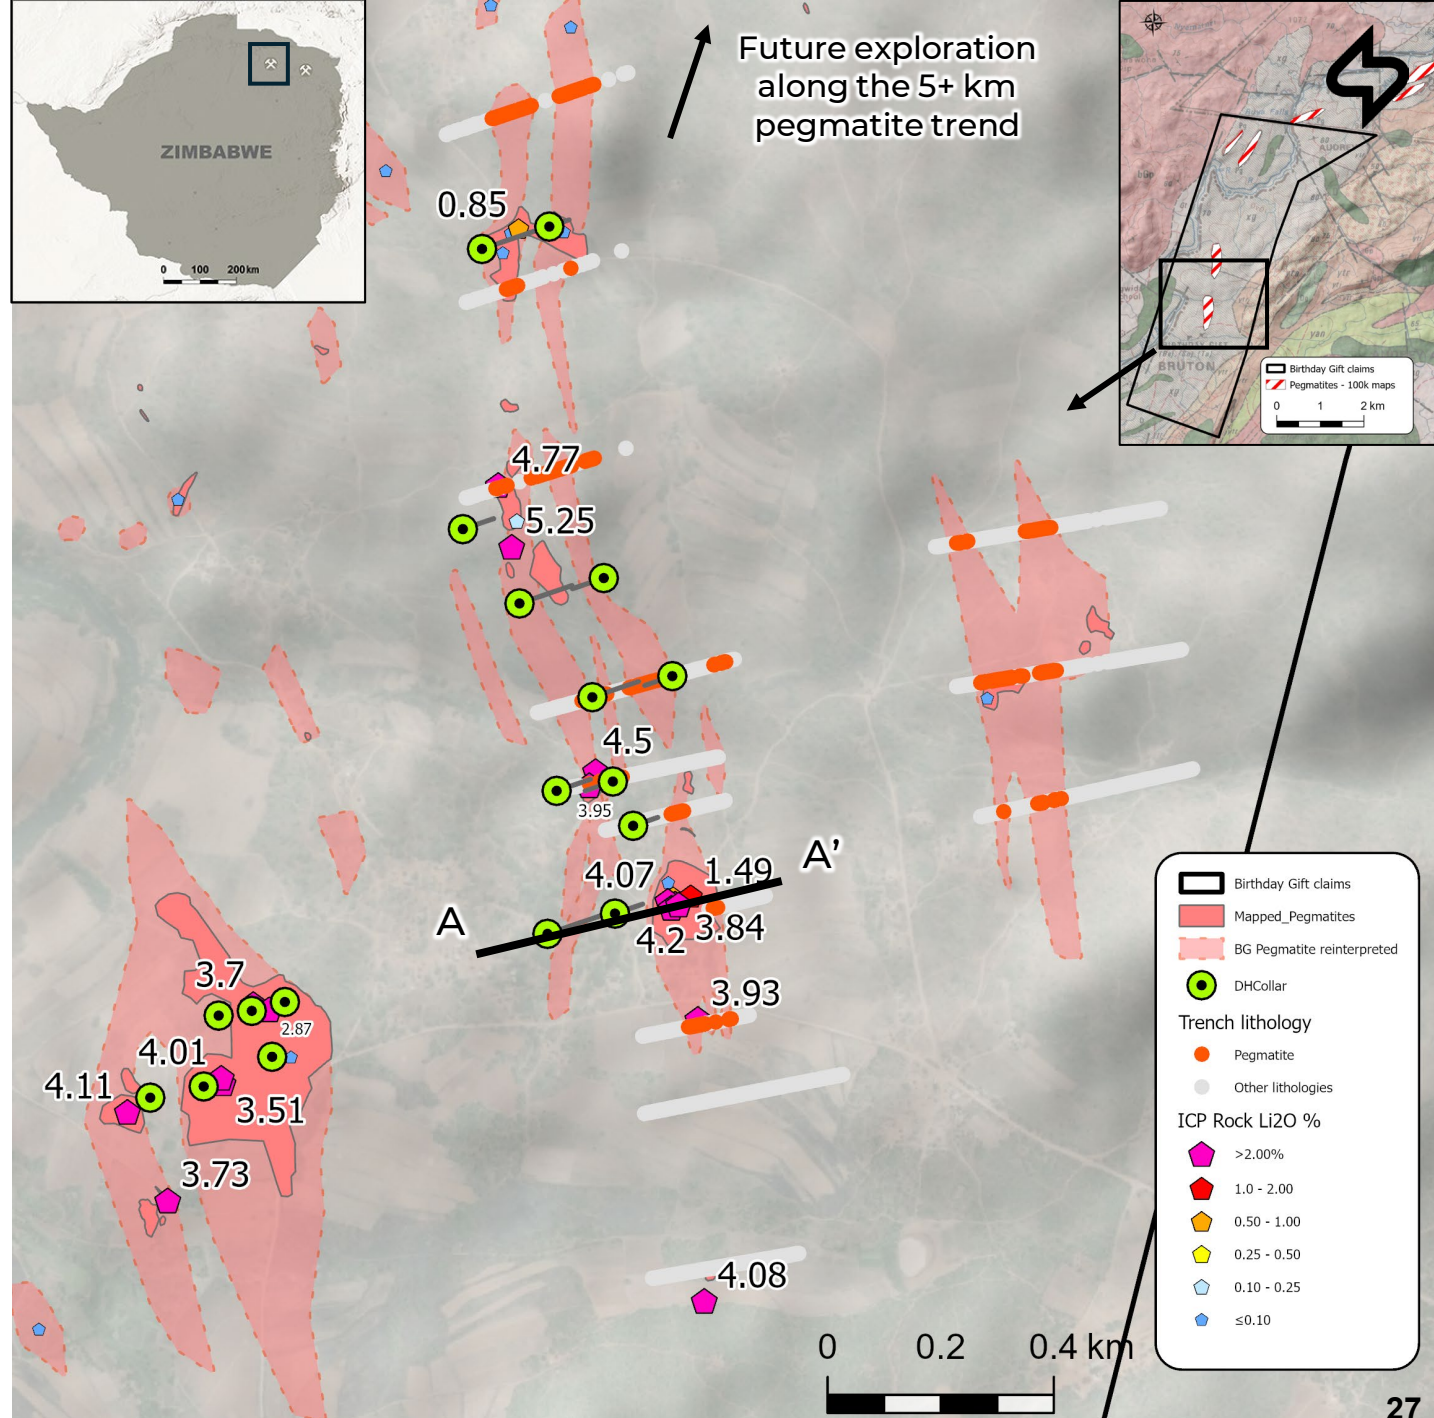 ZIMBABWE
0 100 200 km
Future exploration
along the 5+ km
pegmatite trend
AUDREY
BRUTON
Birthday Gift claims
Pegmatites - 100k maps
0 1 2 km
0.85
4.77
5.25
4.5
3.95
A
A’
4.07
1.49
4.2
3.84
3.93
3.7
2.87
4.01
4.11
3.51
3.73
4.08
Birthday Gift claims
Mapped_Pegmatites
BG Pegmatite reinterpreted
DHCollar
Trench lithology
Pegmatite
Other lithologies
ICP Rock Li2O %
>2.00%
1.0 - 2.00
0.50 - 1.00
0.25 - 0.50
0.10 - 0.25
≤0.10
0 0.2 0.4 km
27